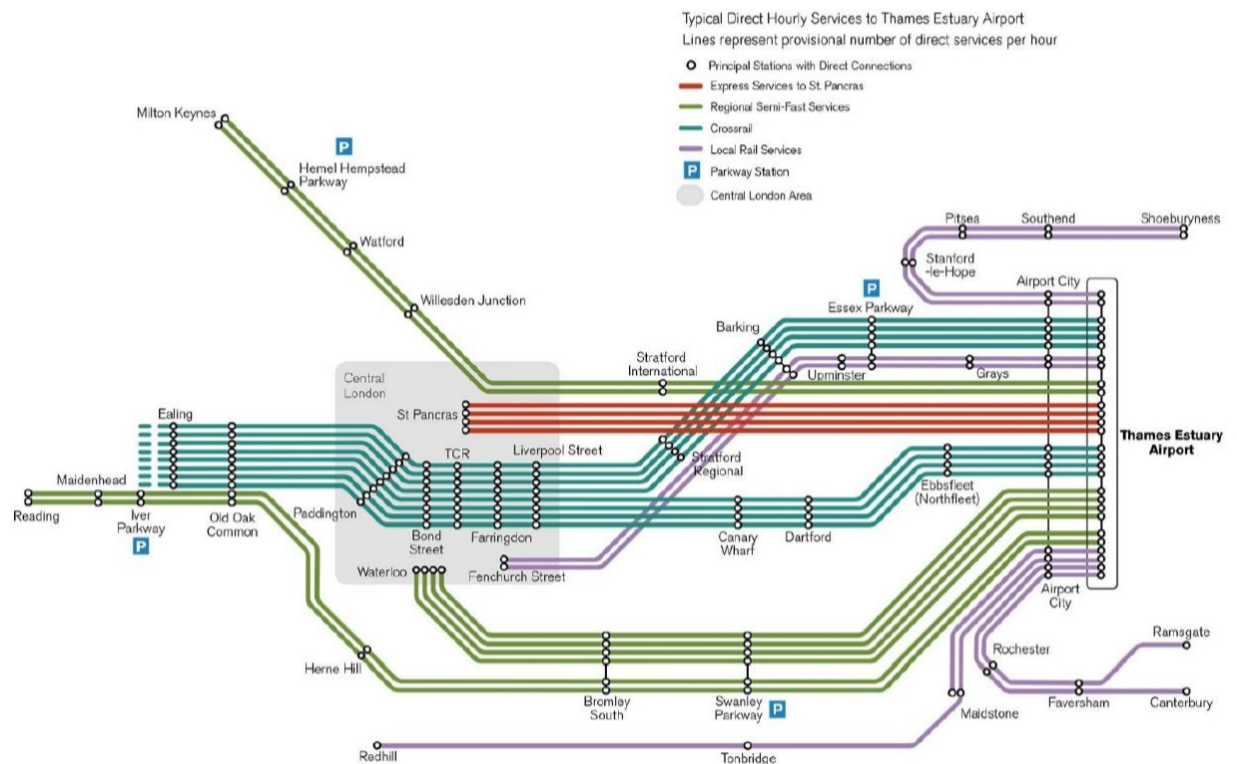 Typical Direct Hourly Services to Thames Estuary Airport
Lines represent provisional number of direct services per hour
Principal Stations with Direct Connections
Express Services to St. Pancras
Regional Semi-Fast Services
Crossrail
Local Rail Services
P Parkway Station
Central London Area
Milton Keynes
P
Hemel Hempstead
Parkway
Watford
Willesden Junction
Pitsea
Southend
Shoeburyness
Stanford
-le-Hope
Airport City
P
Essex Parkway
Barking
Upminster
Grays
Stratford
International
Central
London
St Pancras
Ealing
TCR
Liverpool Street
Stratford
Regional
Thames Estuary
Airport
Maidenhead
Reading
Iver
Parkway
P
Old Oak
Common
Paddington
Bond
Street
Farringdon
Canary
Wharf
Dartford
Ebbsfleet
(Northfleet)
Waterloo
Fenchurch Street
Airport
City
Herne Hill
Bromley
South
Swanley
Parkway
P
Rochester
Ramsgate
Maidstone
Faversham
Canterbury
Redhill
Tonbridge